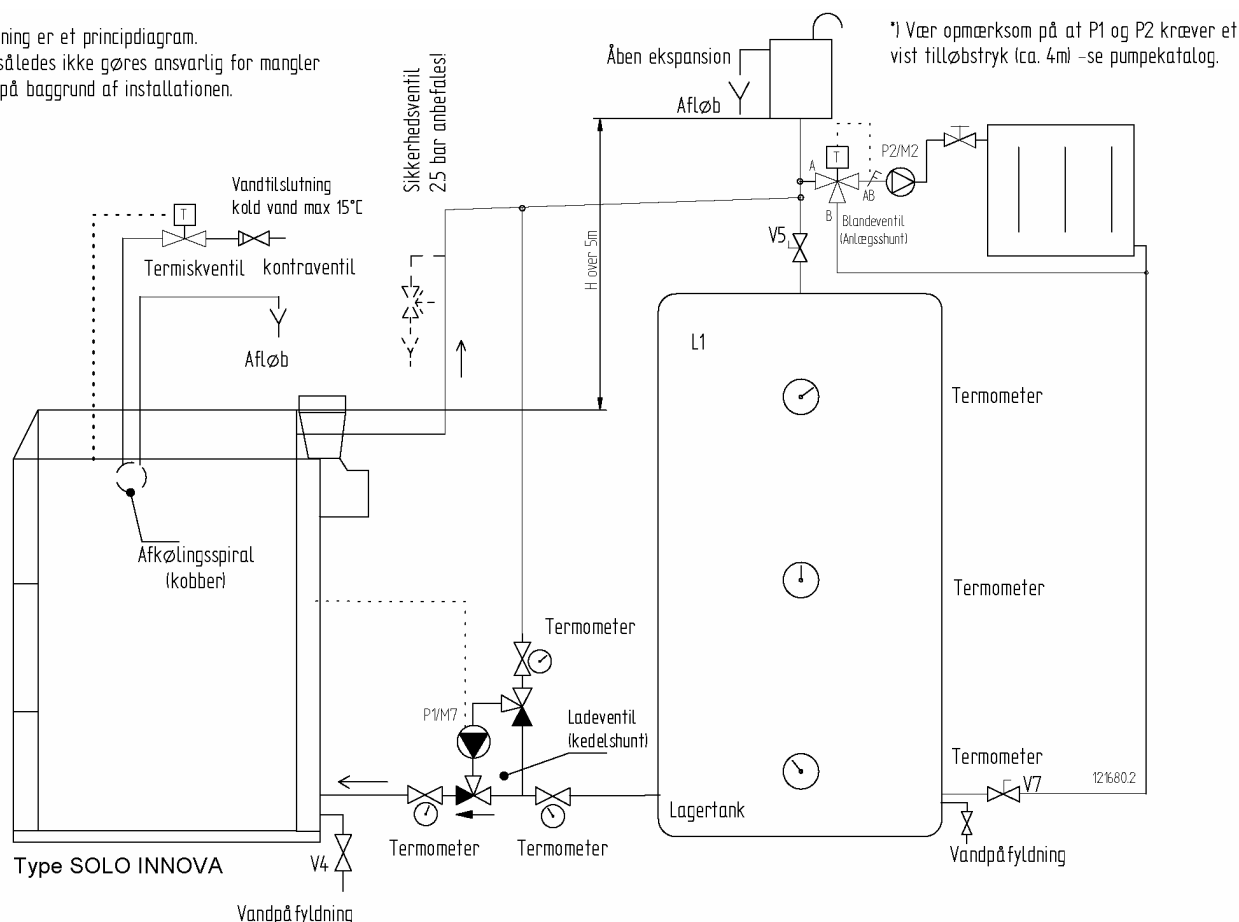 ning er et principdiagram.
således ikke gøres ansvarlig for mangler
på baggrund af installationen.
*) Vær opmærksom på at P1 og P2 kræver et
vist tilløbstryk (ca. 4m) -se pumpekatalog.
Åben ekspansion
Afløb
Sikkerhedsventil
2.5 bar anbefales!
T
P2/M2
A
AB
B
Blandeventil
(Anlægsshunt)
V5
H over 5m
Vandtilslutning
kold vand max 15°C
T
Termiskventil
kontraventil
Afløb
L1
Termometer
Afkølingsspiral
(kobber)
Termometer
Termometer
P1/M7
Ladeventil
(kedelshunt)
Termometer
121680.2
V7
Lagertank
Termometer
Termometer
Vandpåfyldning
Type SOLO INNOVA
V4
Vandpåfyldning